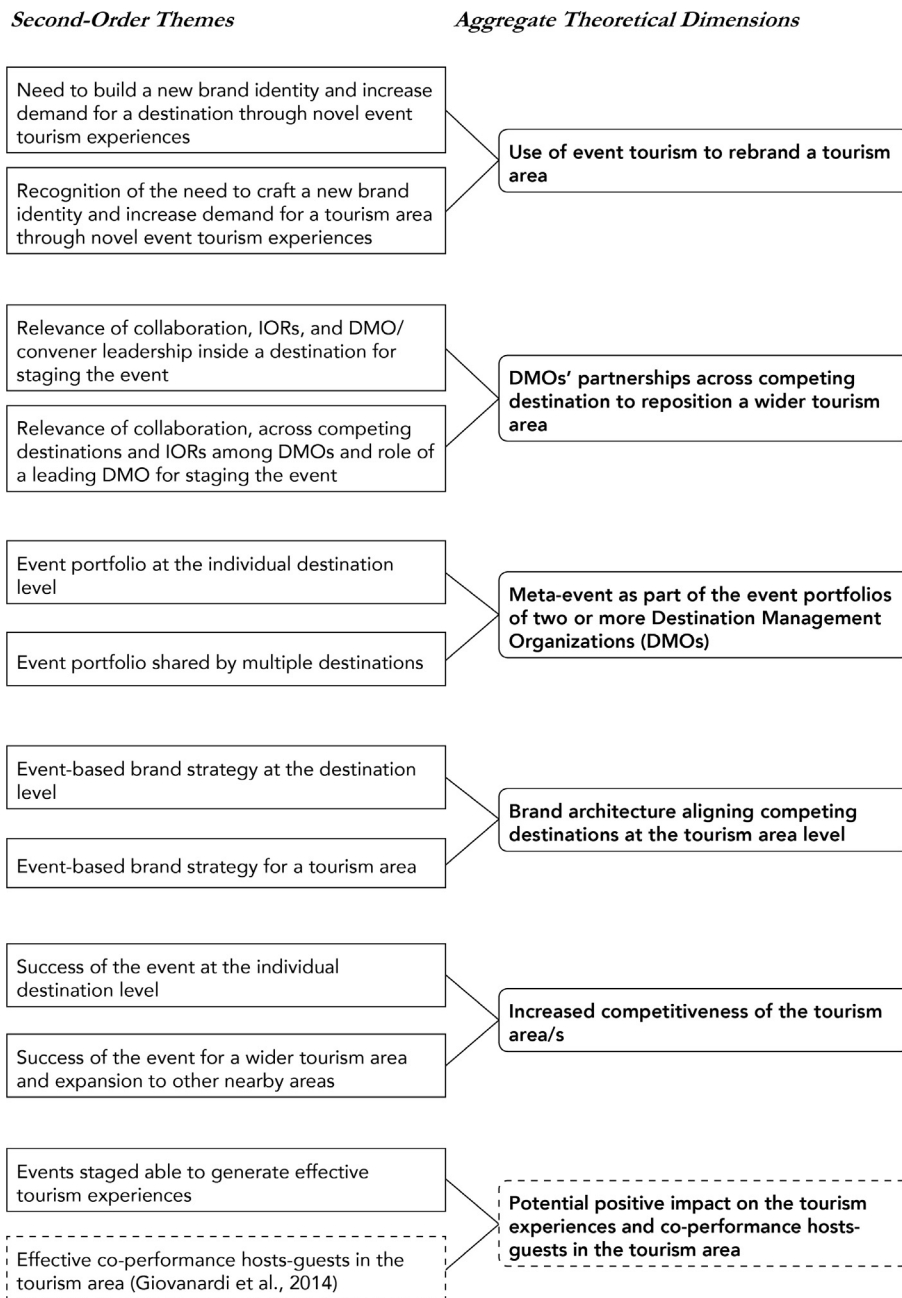 Second-Order Themes
Aggregate Theoretical Dimensions
Need to build a new brand identity and increase
demand for a destination through novel event
tourism experiences
Recognition of the need to craft a new brand
identity and increase demand for a tourism area
through novel event tourism experiences
Use of event tourism to rebrand a tourism
area
Relevance of collaboration, IORs, and DMO/
convener leadership inside a destination for
staging the event
Relevance of collaboration, across competing
destinations and IORs among DMOs and role of
a leading DMO for staging the event
DMOs' partnerships across competing
destination to reposition a wider tourism
area
Event portfolio at the individual destination
level
Event portfolio shared by multiple destinations
Meta-event as part of the event portfolios
of two or more Destination Management
Organizations (DMOs)
Event-based brand strategy at the destination
level
Event-based brand strategy for a tourism area
Brand architecture aligning competing
destinations at the tourism area level
Success of the event at the individual
destination level
Success of the event for a wider tourism area
and expansion to other nearby areas
Increased competitiveness of the tourism
area/s
Events staged able to generate effective
tourism experiences
Effective co-performance hosts-guests in the
tourism area (Giovanardi et al., 2014)
Potential positive impact on the tourism
experiences and co-performance hosts-
guests in the tourism area